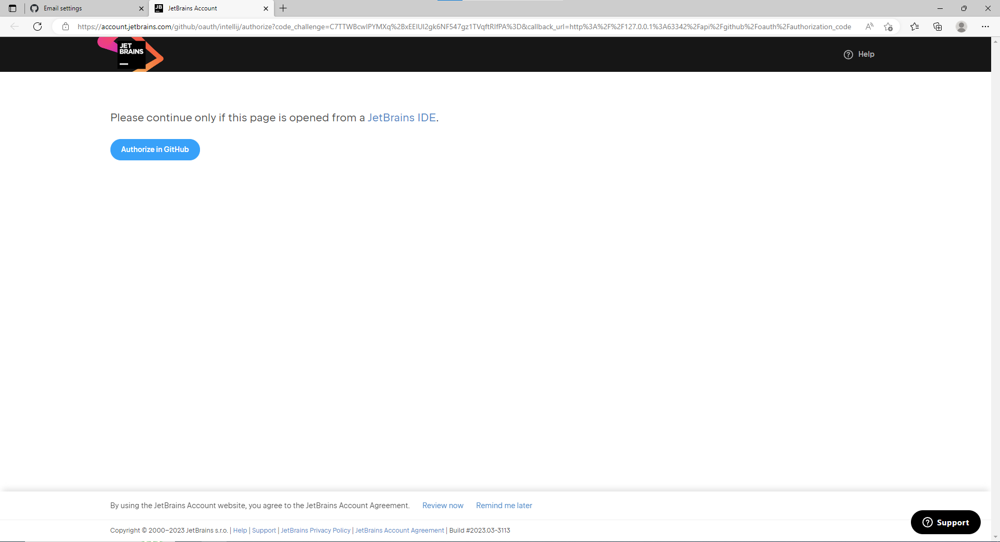 Email settings
JB
JetBrains Account
https://account.jetbrains.com/github/oauth/intellij/authorize?code_challenge=C7TTWBcwIPYMXq%2BxEEIUI2gk6NF547gz1TVqftRIfPA%3D&callback_url=http%3A%2F%2F127.0.0.1%3A63342%2Fapi%2Fgithub%2Foauth%2Fauthorization_code
JET
BRAINS
Help
Please continue only if this page is opened from a JetBrains IDE.
Authorize in GitHub
By using the JetBrains Account website, you agree to the JetBrains Account Agreement. Review now Remind me later
Support
Copyright © 2000–2023 JetBrains s.r.o. | Help | Support | JetBrains Privacy Policy | JetBrains Account Agreement | Build #2023.03-3113